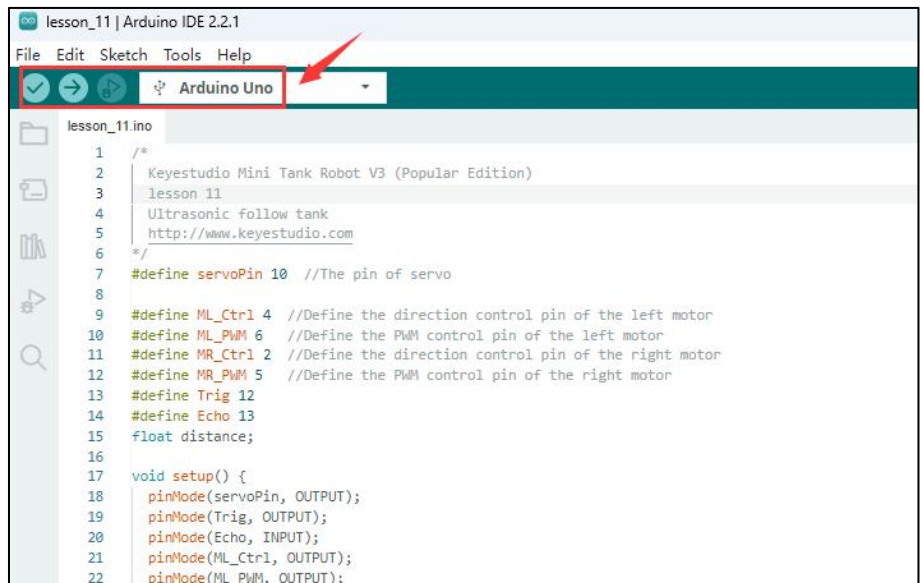 lesson_11 | Arduino IDE 2.2.1
File Edit Sketch Tools Help
Arduino Uno
lesson_11.ino
1 /*
2 Keyestudio Mini Tank Robot V3 (Popular Edition)
3 lesson 11
4 Ultrasonic follow tank
5 http://www.keyestudio.com
6 */
7 #define servoPin 10 //The pin of servo
8
9 #define ML_Ctrl 4 //Define the direction control pin of the left motor
10 #define ML_PWM 6 //Define the PWM control pin of the left motor
11 #define MR_Ctrl 2 //Define the direction control pin of the right motor
12 #define MR_PWM 5 //Define the PWM control pin of the right motor
13 #define Trig 12
14 #define Echo 13
15 float distance;
16
17 void setup() {
18 pinMode(servoPin, OUTPUT);
19 pinMode(Trig, OUTPUT);
20 pinMode(Echo, INPUT);
21 pinMode(ML_Ctrl, OUTPUT);
22 pinMode(ML_PWM, OUTPUT);